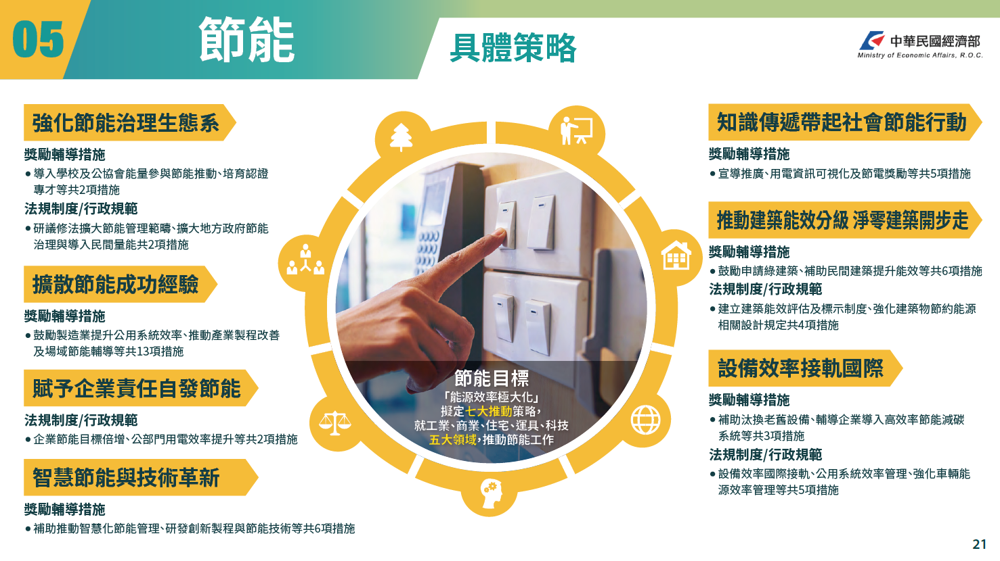 05
節能
具體策略
中華民國經濟部
Ministry of Economic Affairs, R.O.C.
強化節能治理生態系
獎勵輔導措施
•導入學校及公協會能量參與節能推動、培育認證
專才等共2項措施
法規制度/行政規範
•研議修法擴大節能管理範疇、擴大地方政府節能
治理與導入民間量能共2項措施
擴散節能成功經驗
獎勵輔導措施
•鼓勵製造業提升公用系統效率、推動產業製程改善
及場域節能輔導等共13項措施
賦予企業責任自發節能
法規制度/行政規範
•企業節能目標倍增、公部門用電效率提升等共2項措施
智慧節能與技術革新
獎勵輔導措施
•補助推動智慧化節能管理、研發創新製程與節能技術等共6項措施
節能目標
「能源效率極大化」
擬定七大推動策略，
就工業、商業、住宅、運具、科技
五大領域，推動節能工作
知識傳遞帶起社會節能行動
獎勵輔導措施
•宣導推廣、用電資訊可視化及節電獎勵等共5項措施
推動建築能效分級 淨零建築開步走
獎勵輔導措施
•鼓勵申請綠建築、補助民間建築提升能效等共6項措施
法規制度/行政規範
•建立建築能效評估及標示制度、強化建築物節約能源
相關設計規定共4項措施
設備效率接軌國際
獎勵輔導措施
•補助汰換老舊設備、輔導企業導入高效率節能減碳
系統等共3項措施
法規制度/行政規範
•設備效率國際接軌、公用系統效率管理、強化車輛能
源效率管理等共5項措施
21